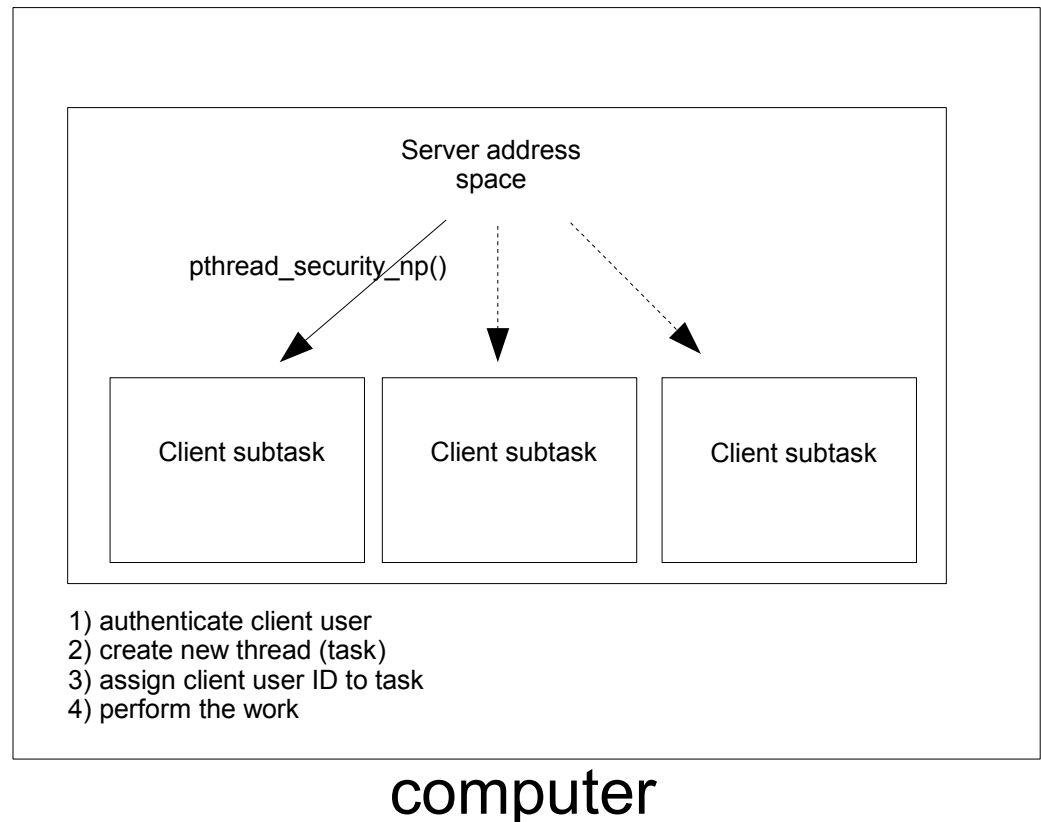 Server address
space
pthread_security_np()
Client subtask
Client subtask
Client subtask
1) authenticate client user
2) create new thread (task)
3) assign client user ID to task
4) perform the work
computer